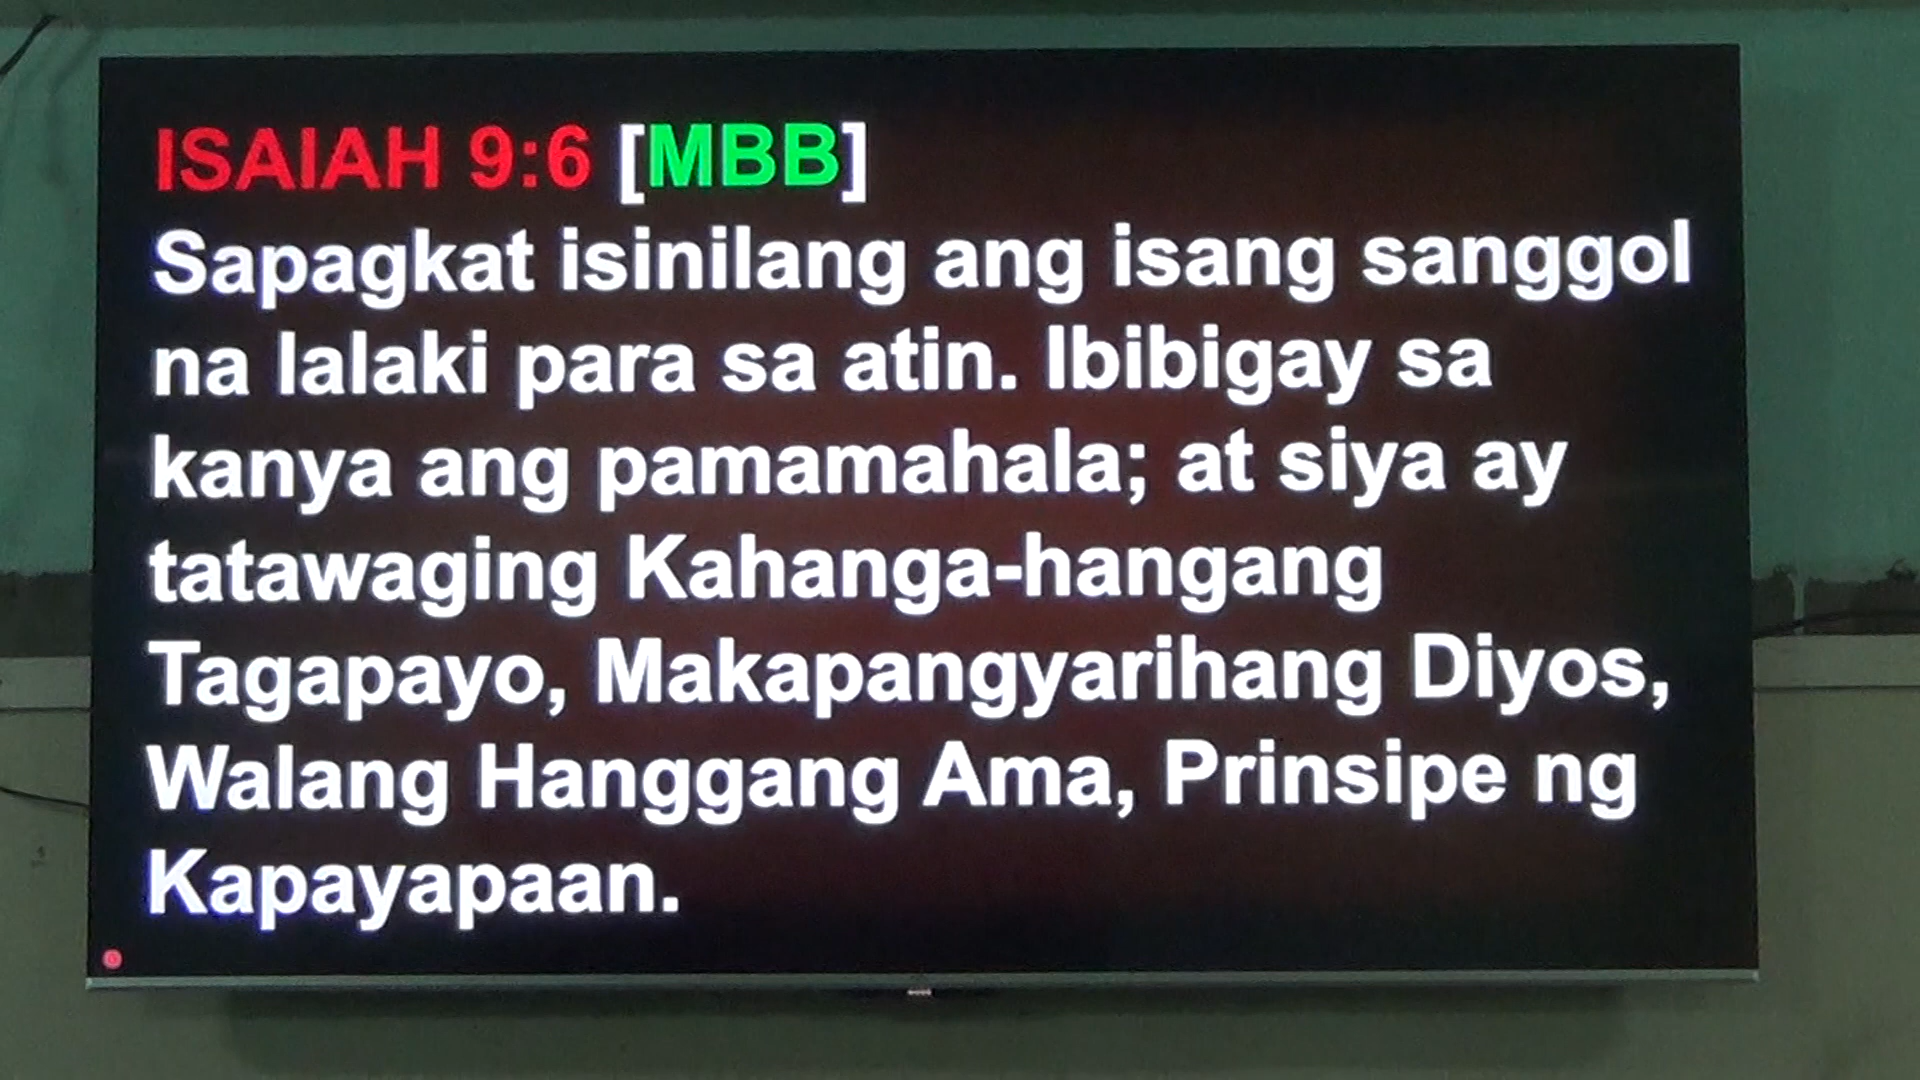 ISAIAH 9:6 [MBB]
Sapagkat isinilang ang isang sanggol
na lalaki para sa atin. Ibibigay sa
kanya ang pamamahala; at siya ay
tatawaging Kahanga-hangang
Tagapayo, Makapangyarihang Diyos,
Walang Hanggang Ama, Prinsipe ng
Kapayapaan.